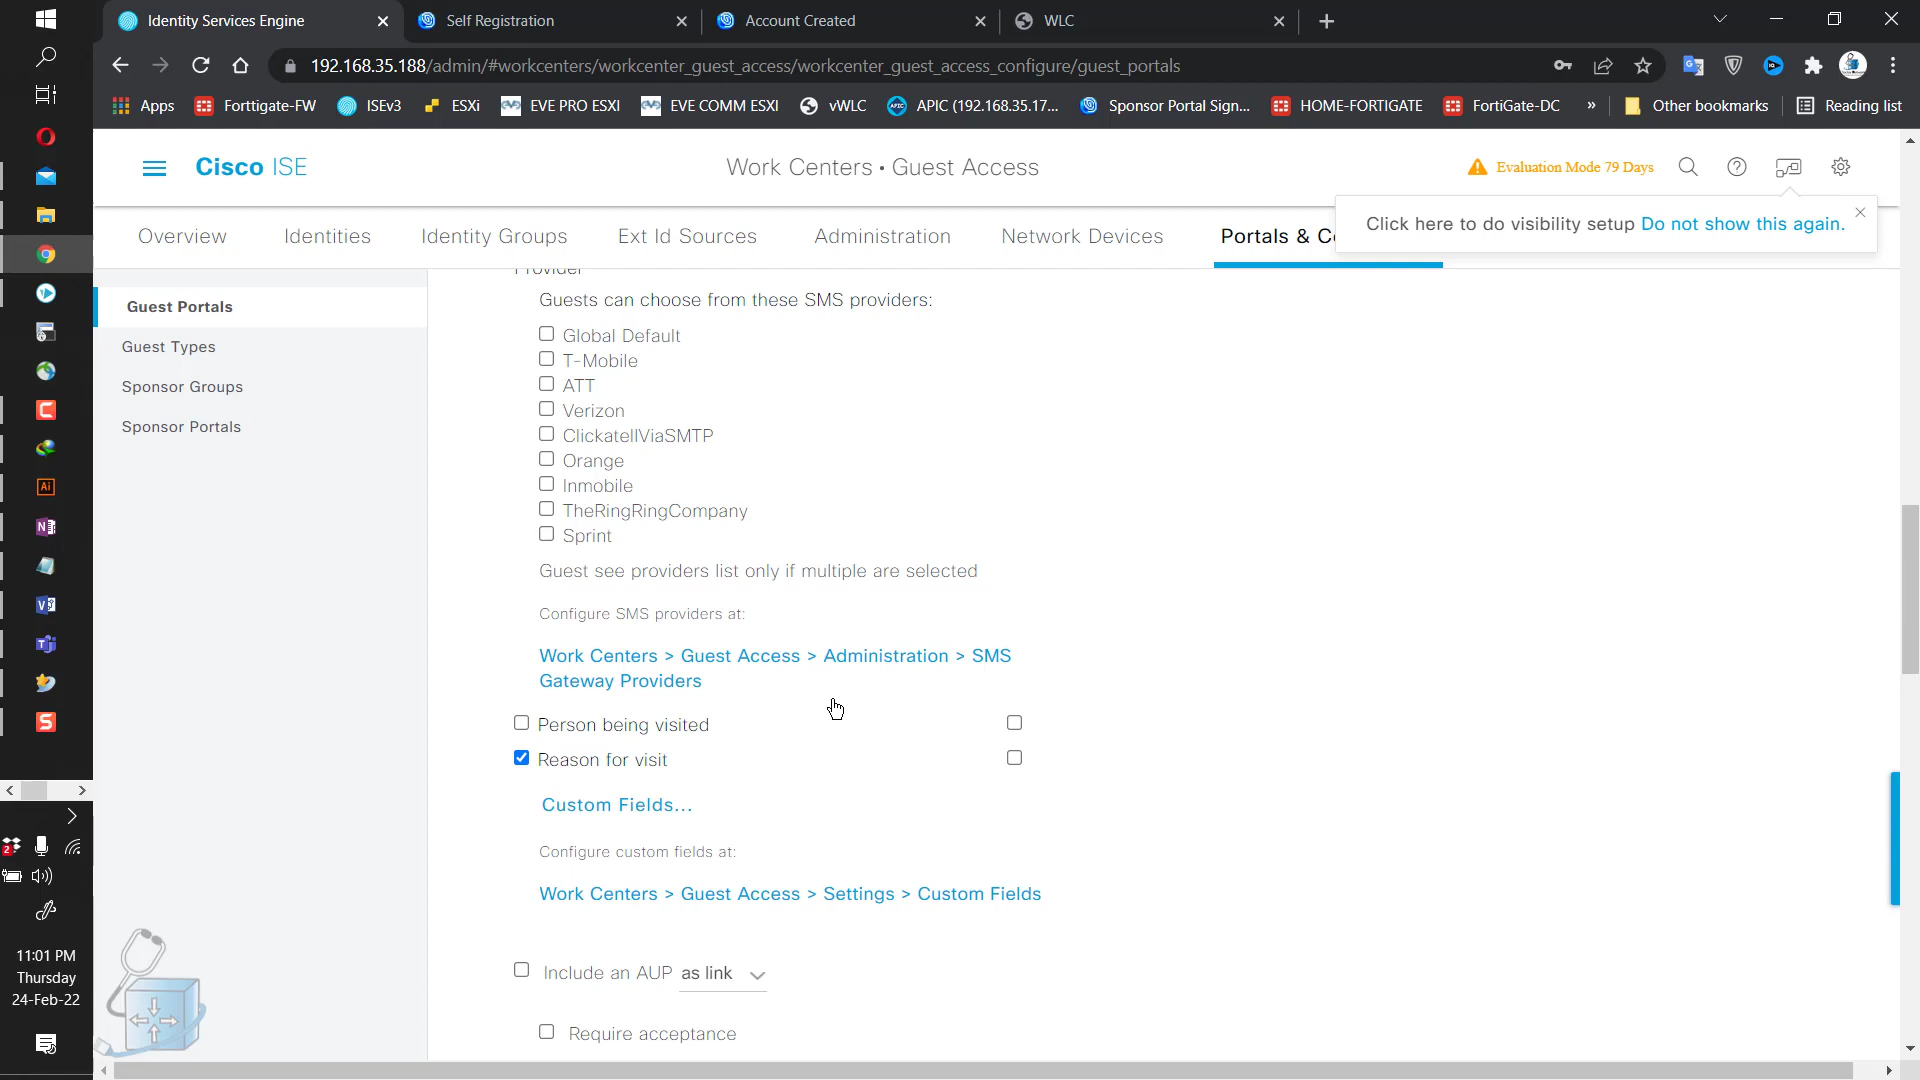 Identity Services Engine
Self Registration
Account Created
WLC
192.168.35.188/admin/#workcenters/workcenter_guest_access/workcenter_guest_access_configure/guest_portals
Apps
Forttigate-FW
ISEv3
ESXi
EVE PRO ESXI
EVE COMM ESXI
vWLC
APIC (192.168.35.17...
Sponsor Portal Sign...
HOME-FORTIGATE
FortiGate-DC
»
Other bookmarks
Reading list
Cisco ISE
Work Centers • Guest Access
Evaluation Mode 79 Days
Click here to do visibility setup Do not show this again.
Overview
Identities
Identity Groups
Ext Id Sources
Administration
Network Devices
Portals & Co
Guest Portals
Guest Types
Sponsor Groups
Sponsor Portals
Provider
Guests can choose from these SMS providers:
Global Default
T-Mobile
ATT
Verizon
ClickatellViaSMTP
Orange
Inmobile
TheRingRingCompany
Sprint
Guest see providers list only if multiple are selected
Configure SMS providers at:
Work Centers > Guest Access > Administration > SMS
Gateway Providers
Person being visited
Reason for visit
Custom Fields...
Configure custom fields at:
Work Centers > Guest Access > Settings > Custom Fields
Include an AUP as link
Require acceptance
11:01 PM
Thursday
24-Feb-22